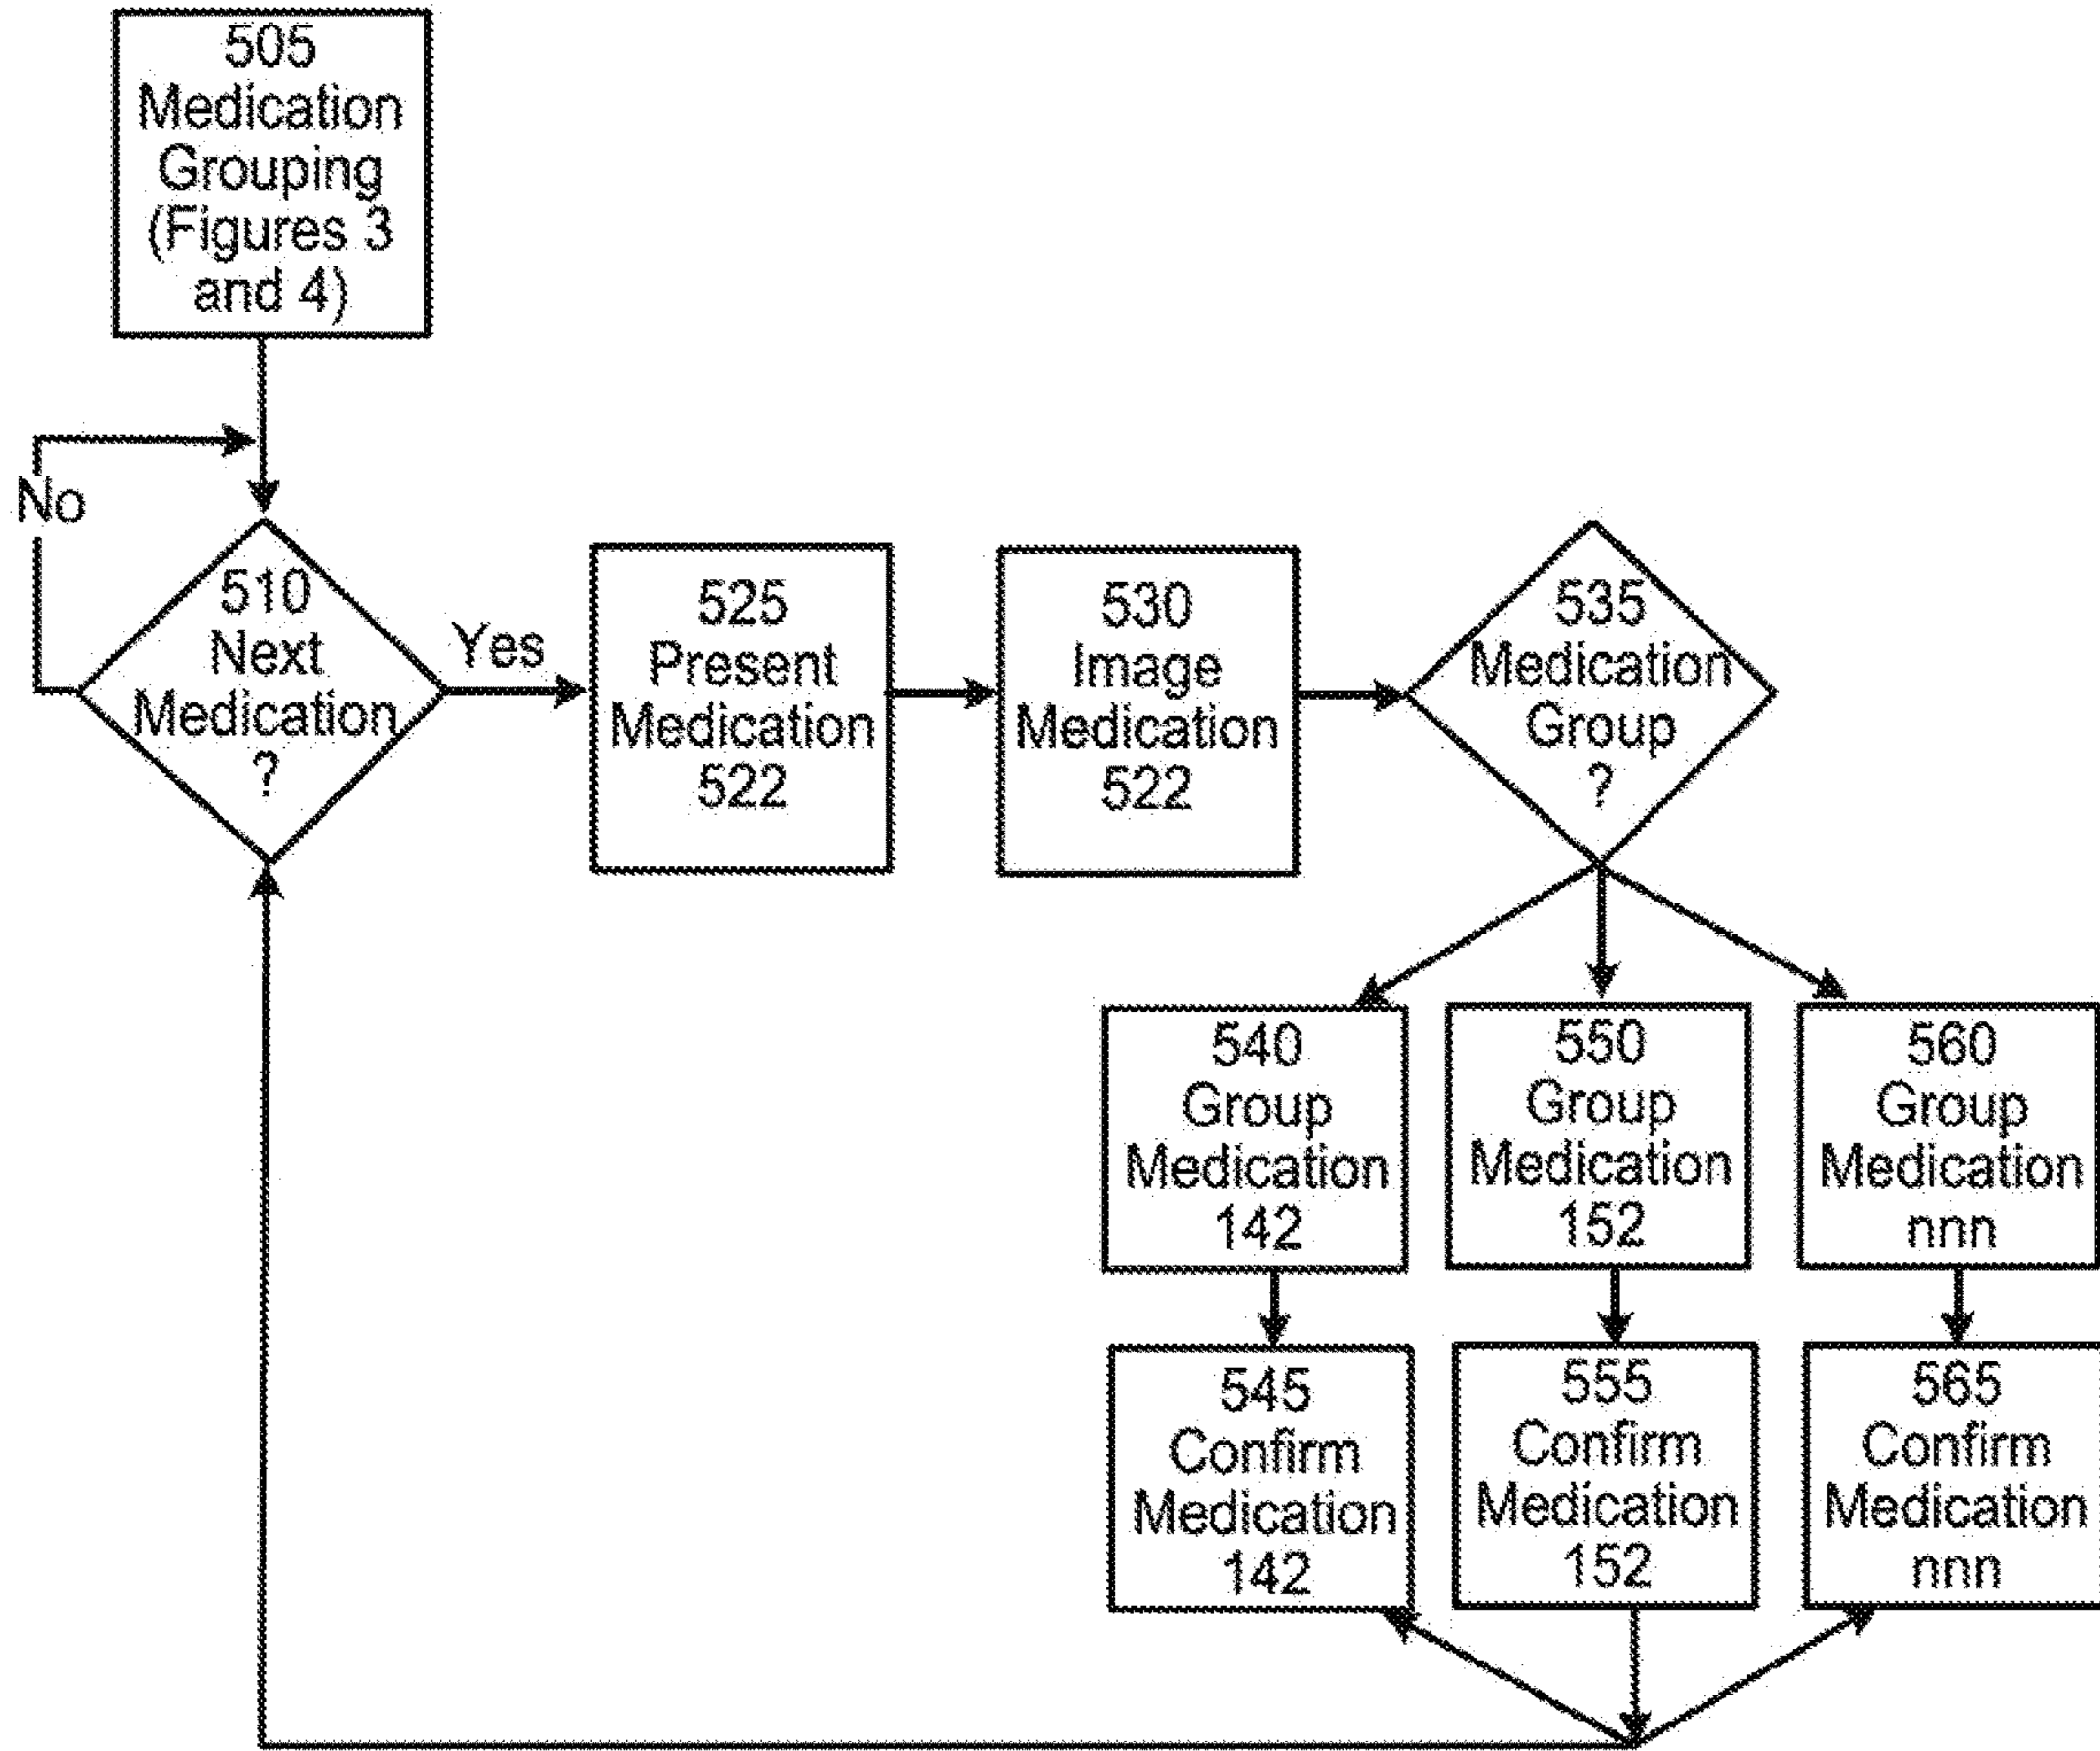 505
Medication
Grouping
(Figures 3
and 4)
No
510
Next
Medication
?
Yes
525
Present
Medication
522
530
Image
Medication
522
535
Medication
Group
?
540
Group
Medication
142
550
Group
Medication
152
560
Group
Medication
nnn
545
Confirm
Medication
142
555
Confirm
Medication
152
565
Confirm
Medication
nnn